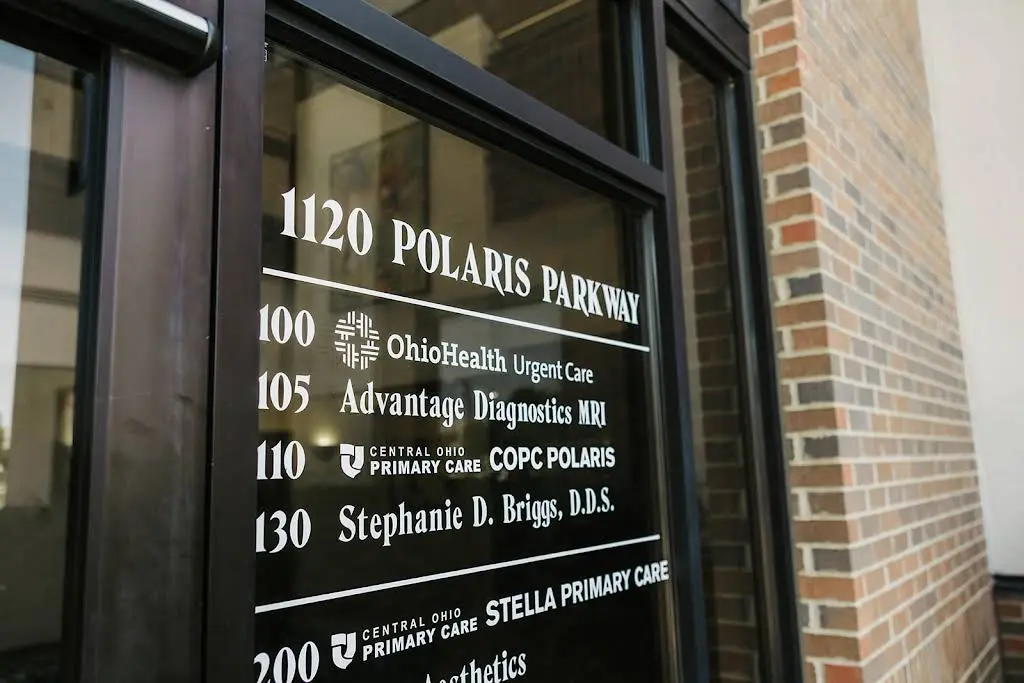 1120 POLARIS PARKWAY
100 OhioHealth Urgent Care
105 Advantage Diagnostics MRI
110 CENTRAL OHIO PRIMARY CARE COPC POLARIS
130 Stephanie D. Briggs, D.D.S.
200 CENTRAL OHIO PRIMARY CARE STELLA PRIMARY CARE
Aesthetics